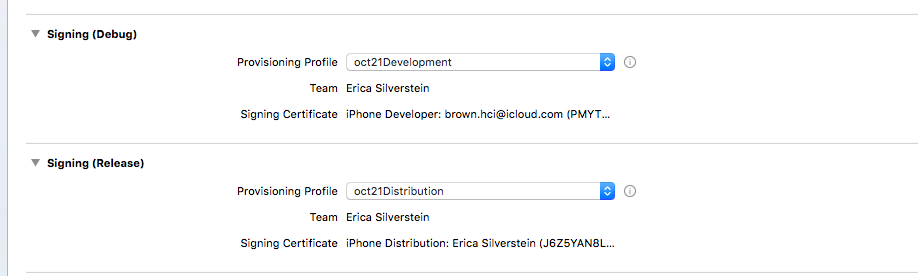 Signing (Debug)
Provisioning Profile oct21Development
Team Erica Silverstein
Signing Certificate iPhone Developer: brown.hci@icloud.com (PMYT...
Signing (Release)
Provisioning Profile oct21Distribution
Team Erica Silverstein
Signing Certificate iPhone Distribution: Erica Silverstein (J6Z5YAN8L...